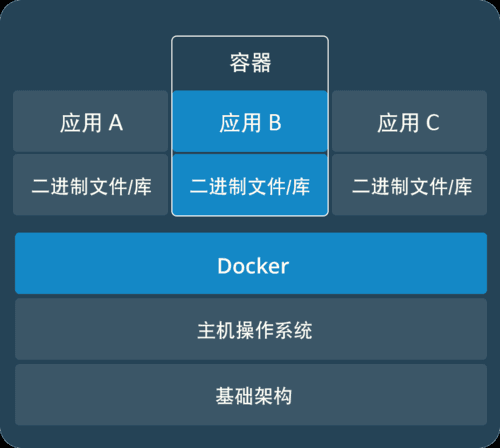 容器
应用 A
应用 B
应用 C
二进制文件/库
二进制文件/库
二进制文件/库
Docker
主机操作系统
基础架构